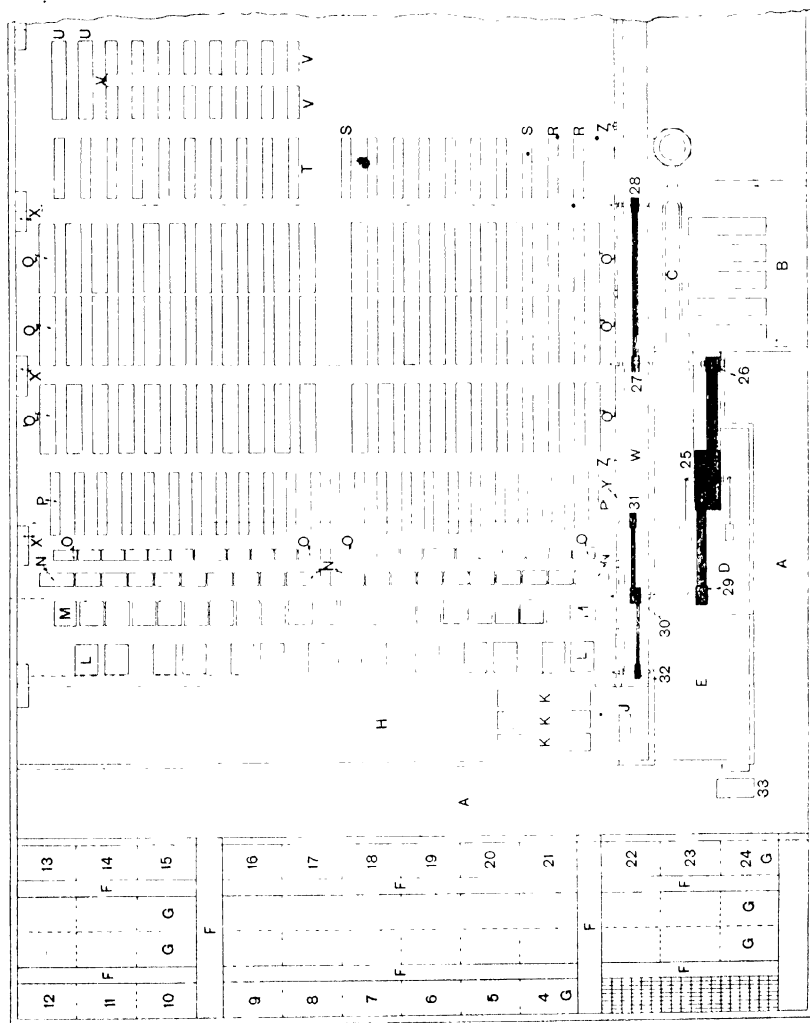 U U
V
V V
T S S R R Z
X 28
Q Q C B
Q Q
X 27 26
Q Q
Z W 25
P P Y 31
X O O O O
N N N 29 D A
M M 30
L L 32 E
H K K K J
A 33
13 14 15 16 17 18 19 20 21 22 23 24 G
F F F F
G G G
F F
G G G
F F F
12 11 10 9 8 7 6 5 4 G